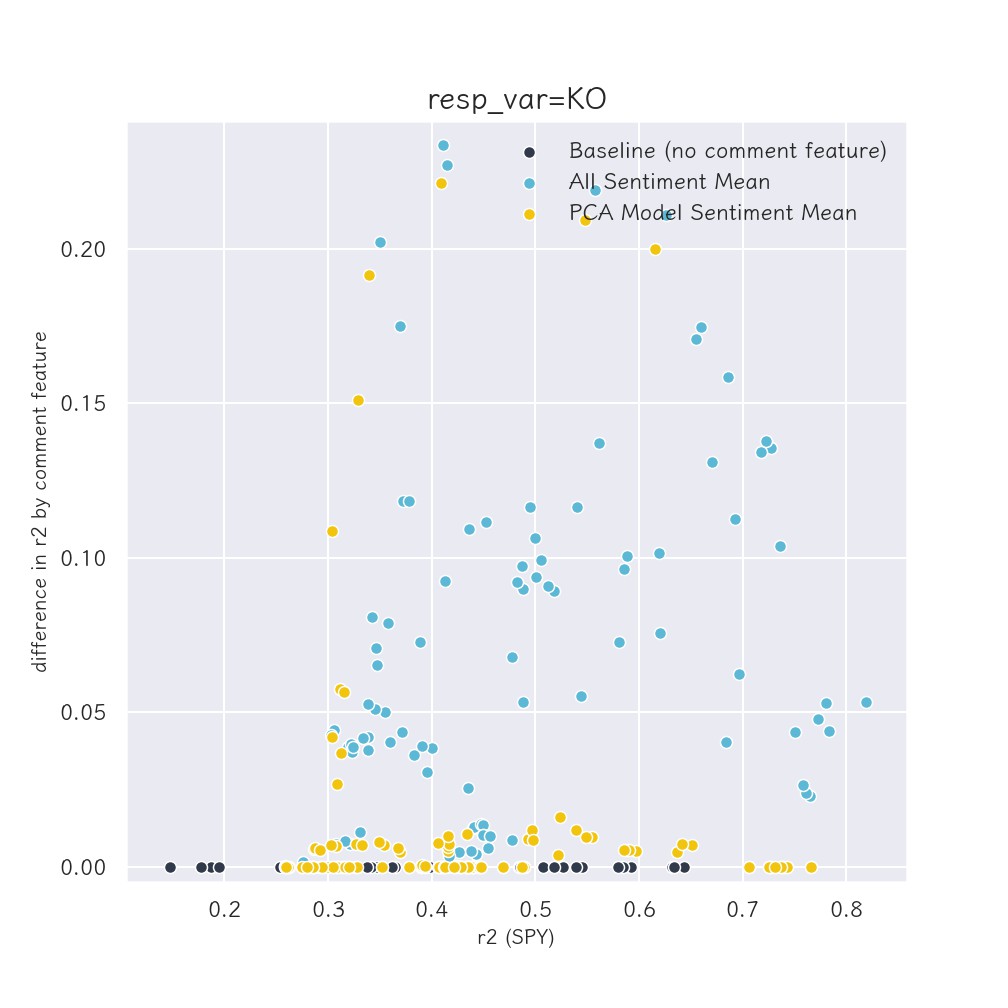 resp_var=KO
Baseline (no comment feature)
All Sentiment Mean
PCA Model Sentiment Mean
difference in r2 by comment feature
0.20
0.15
0.10
0.05
0.00
0.2 0.3 0.4 0.5 0.6 0.7 0.8
r2 (SPY)